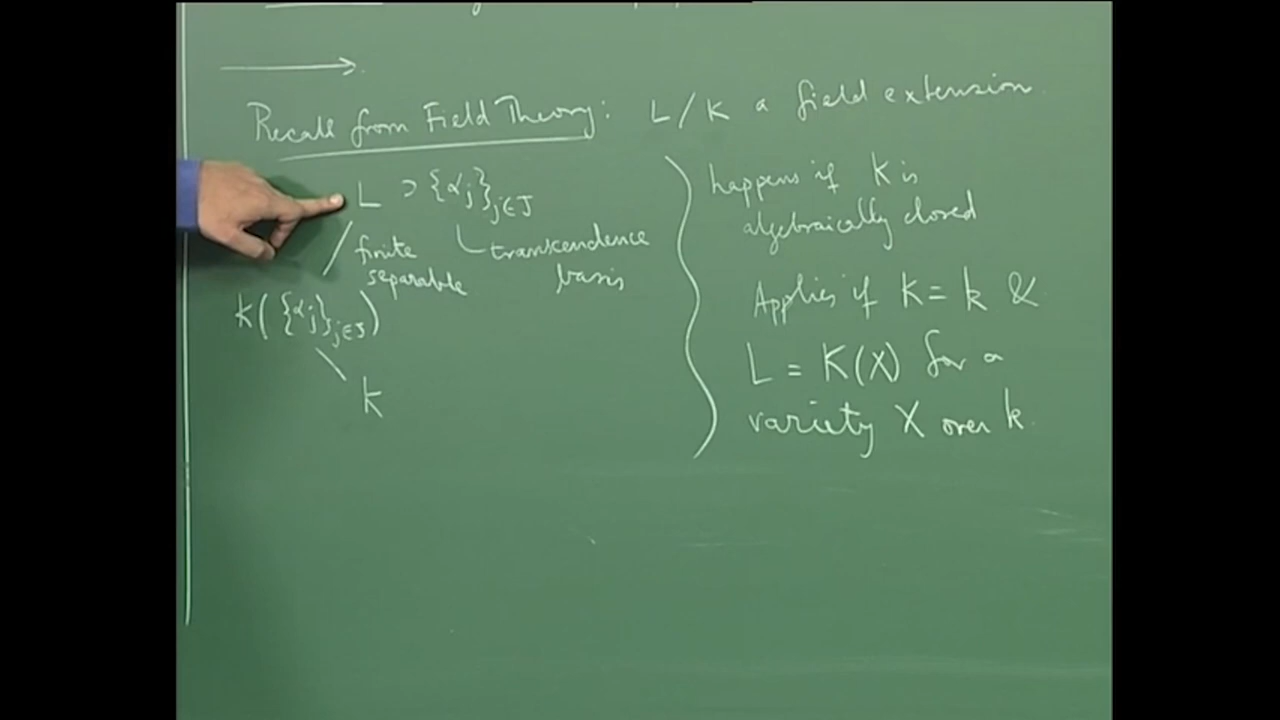 Recall from Field Theory: L/K a field extension.
L ⊃ {αj}j∈J
finite
separable
transcendence
basis
K({αj}j∈J)
K
happens if K is
algebraically closed
Applies if K = k &
L = K(X) for a
variety X over k.